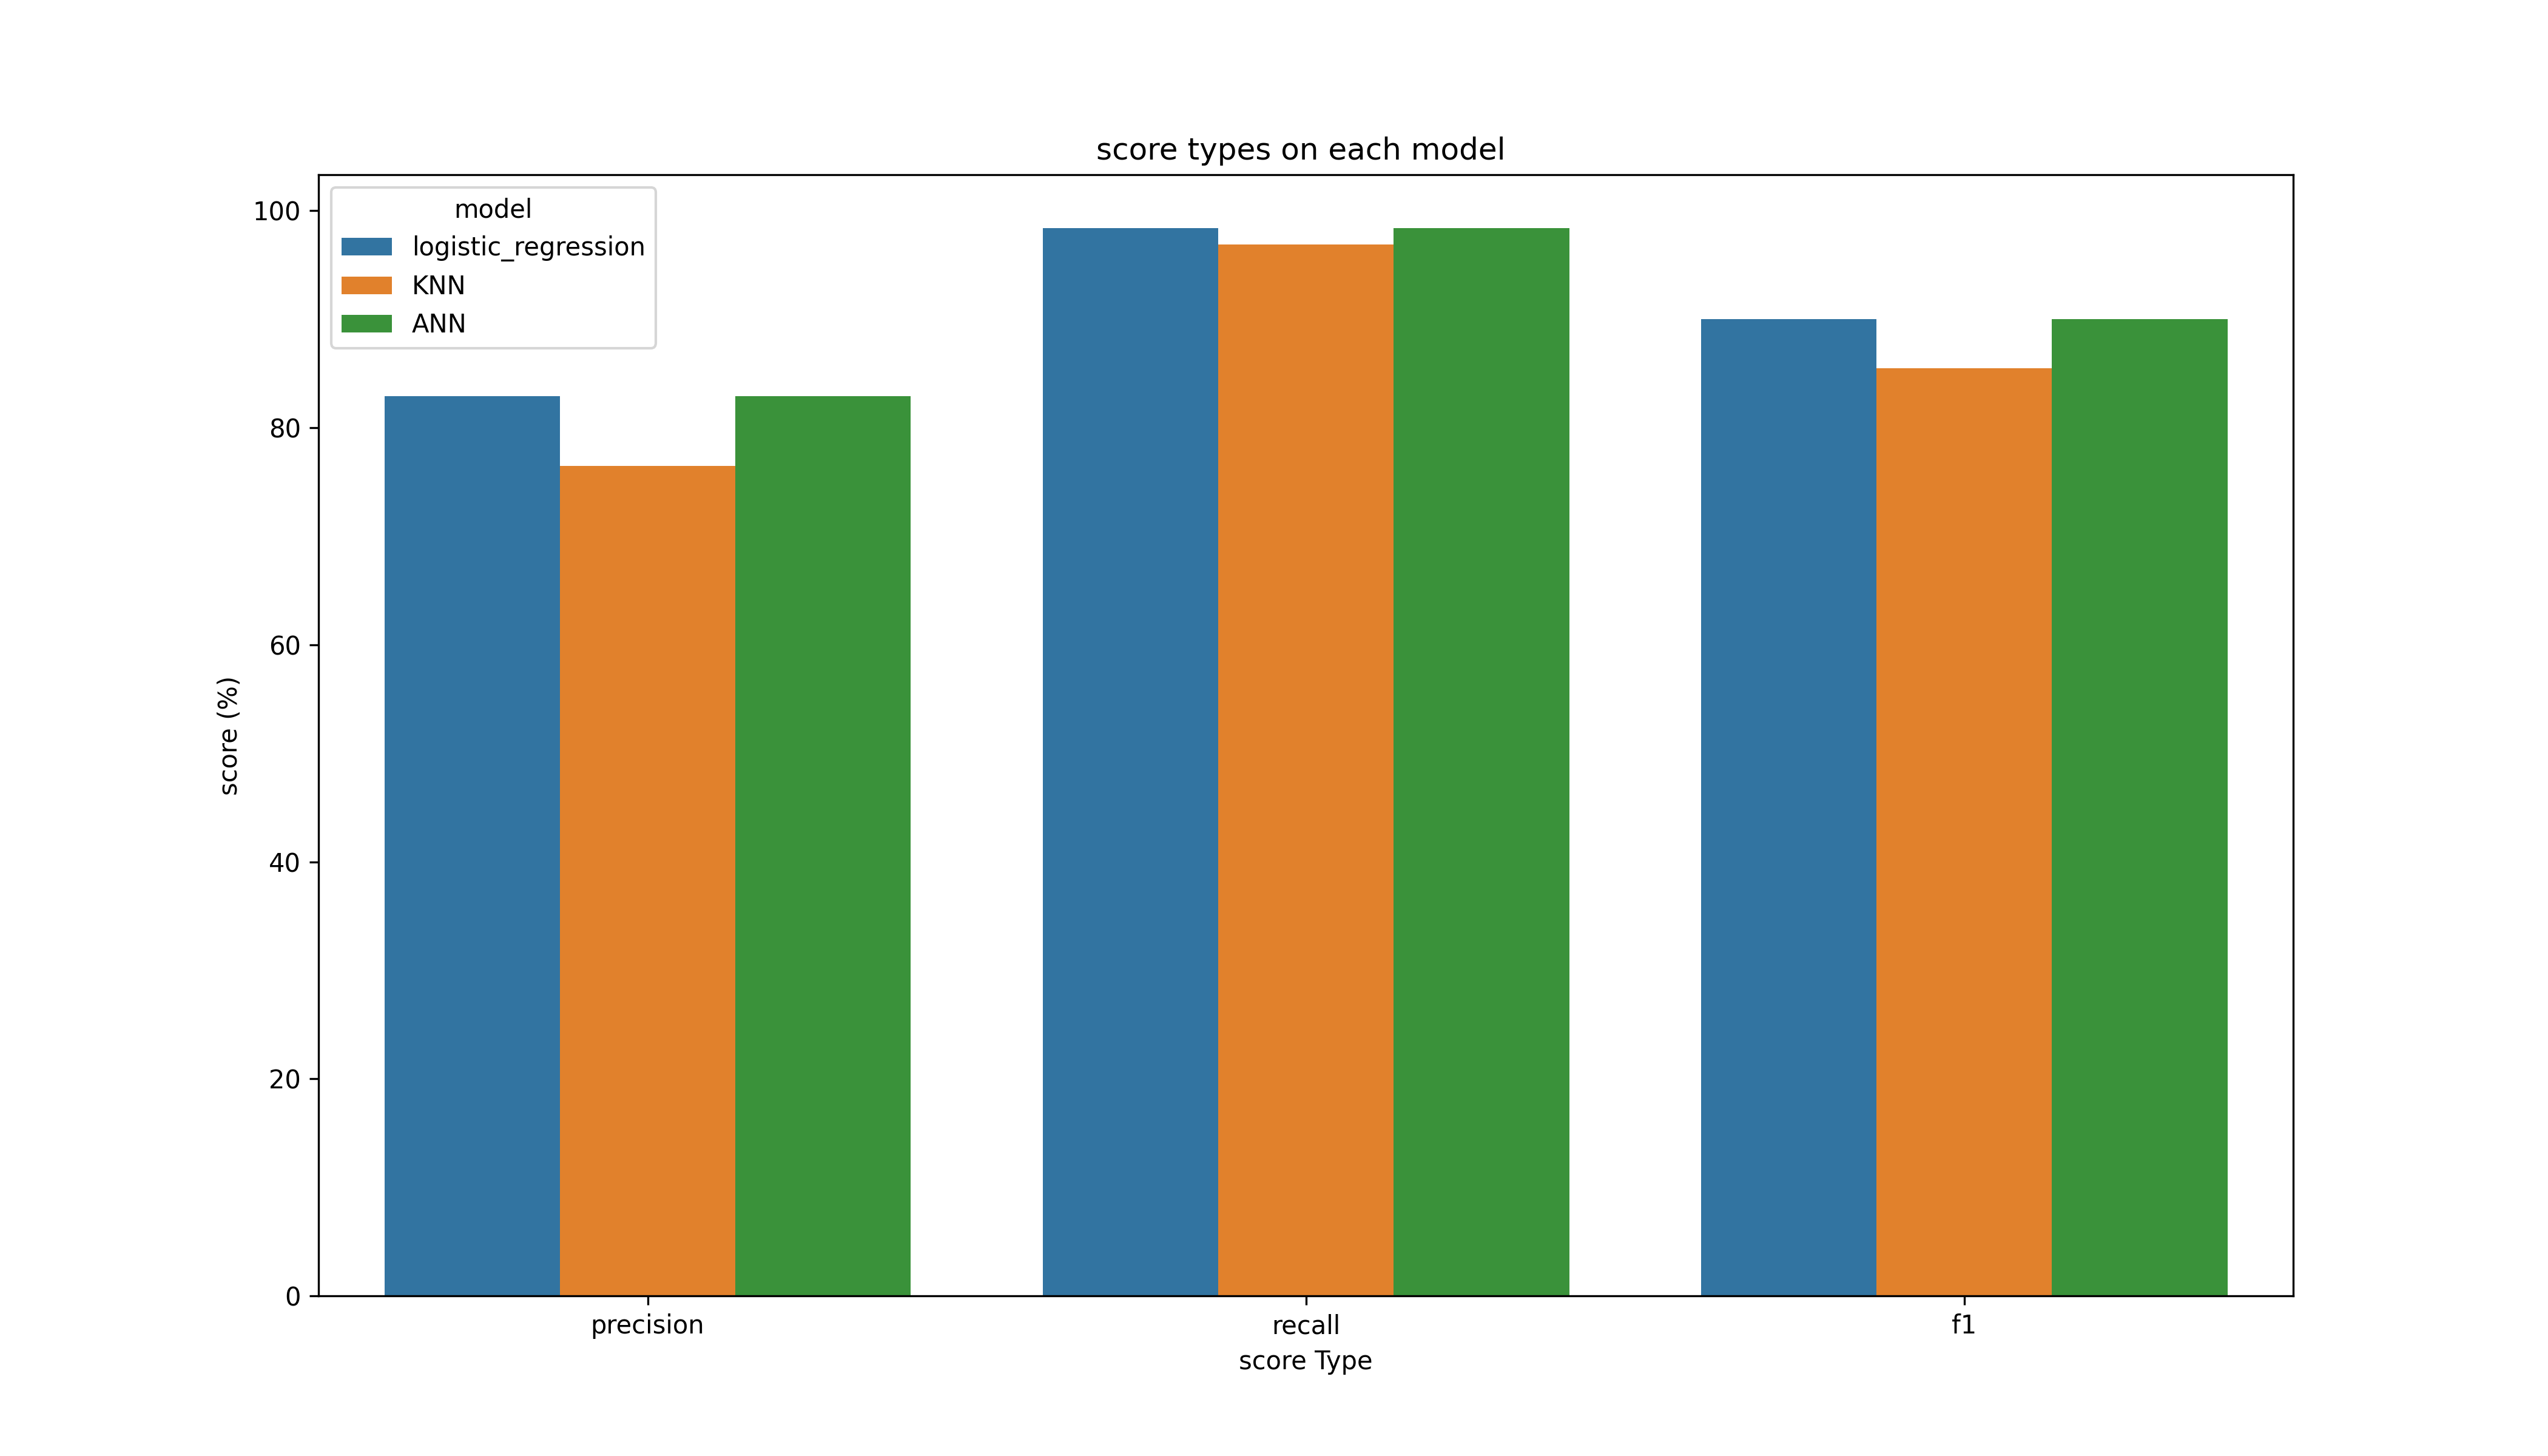 score types on each model
model
logistic_regression
KNN
ANN
100
80
60
40
20
0
score (%)
precision
recall
f1
score Type